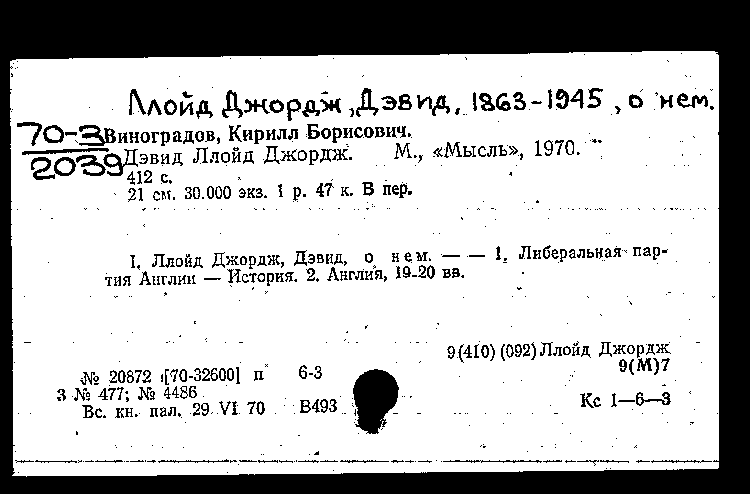 Ллойд Джордж, Дэвид, 1863-1945, о нем.
70-3
2039
Виноградов, Кирилл Борисович.
Дэвид Ллойд Джордж. М., «Мысль», 1970.
412 с.
21 см. 30.000 экз. 1 р. 47 к. В пер.
I. Ллойд Джордж, Дэвид, о нем. — — 1. Либеральная пар-
тия Англии — История. 2. Англия, 19-20 вв.
9(410)(092)Ллойд Джордж
9(М)7
№ 20872 [70-32600] п 6-3
З № 477; № 4486
Вс. кн. пал. 29 VI 70 В493 Кс 1—6—3